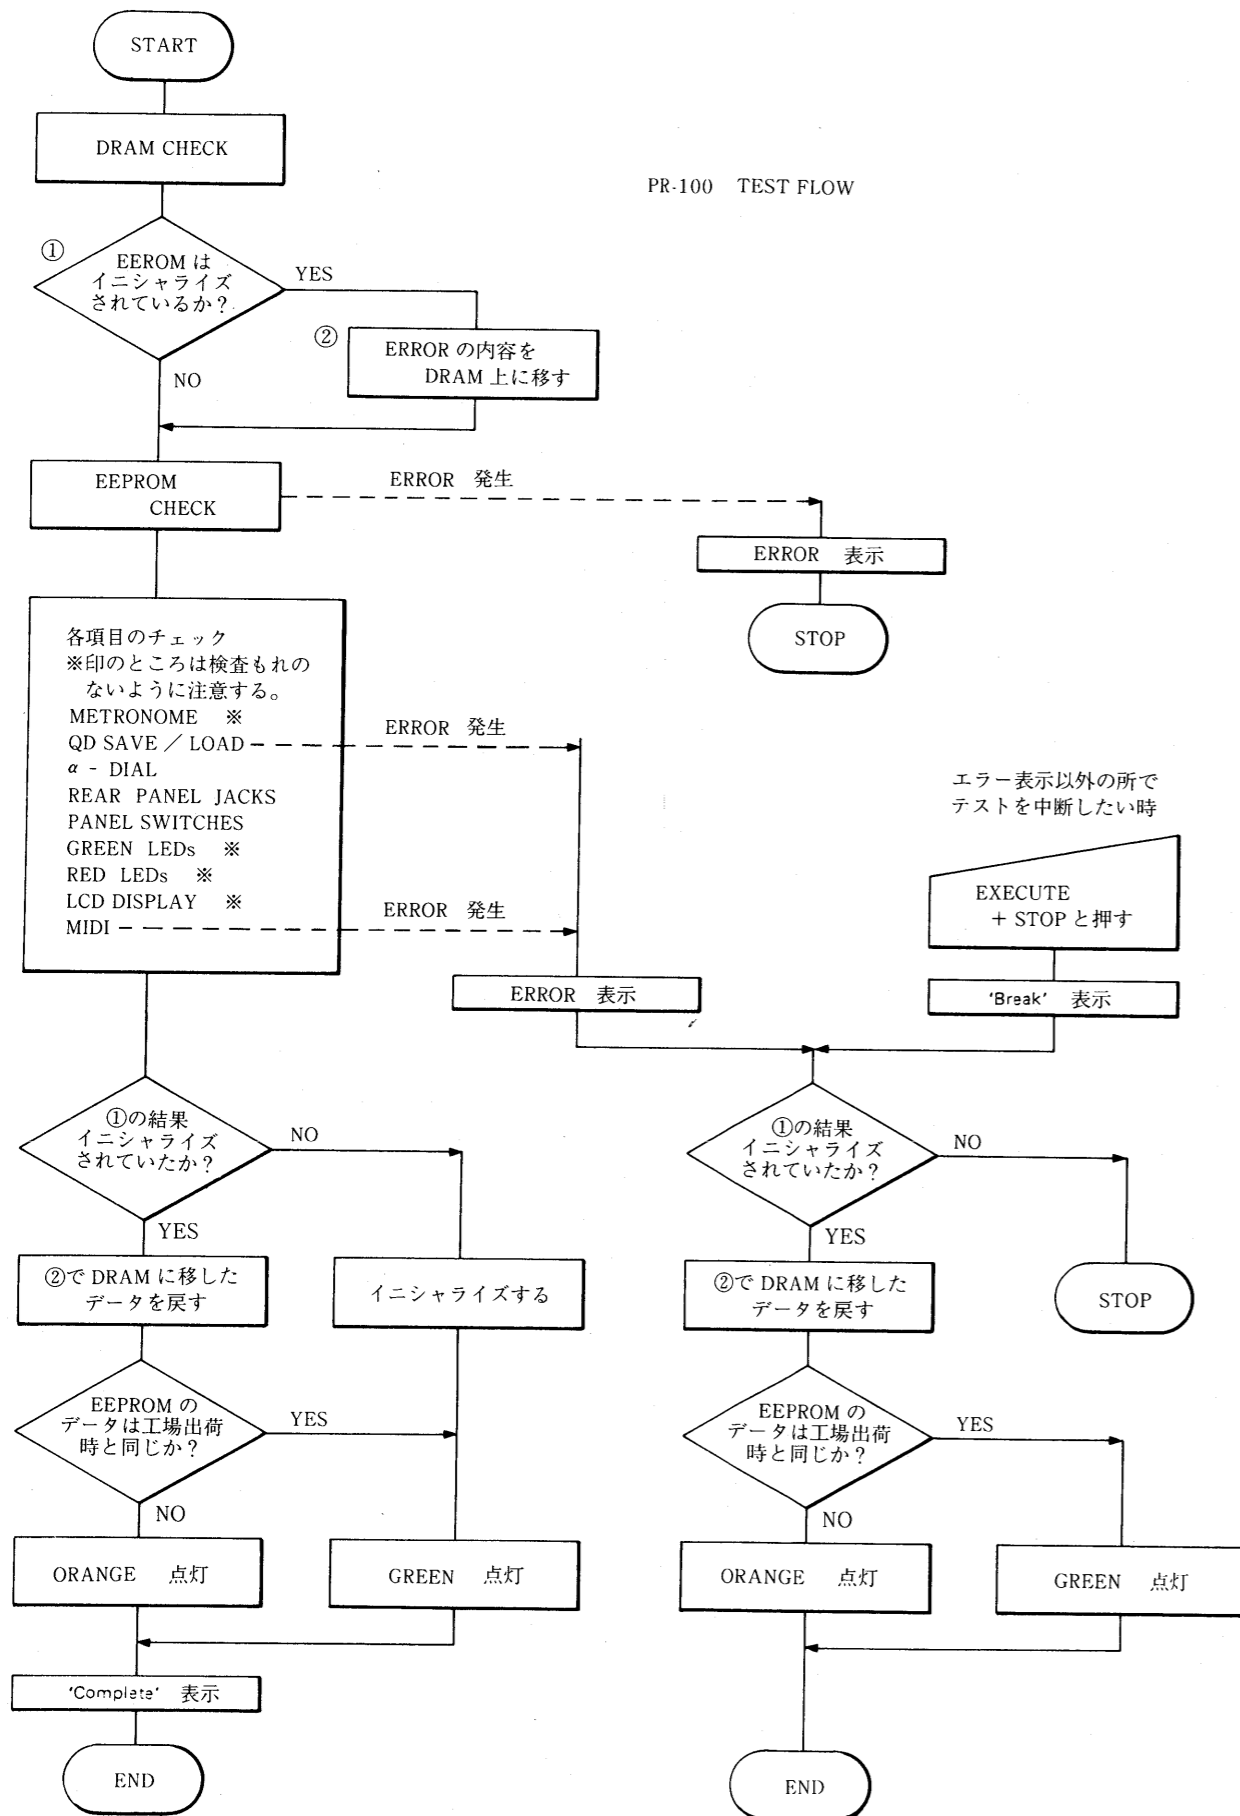 START
DRAM CHECK
PR-100 TEST FLOW
①
EEROM は
イニシャライズ
されているか?
YES
②
ERROR の内容を
DRAM 上に移す
NO
EEPROM
CHECK
ERROR 発生
ERROR 表示
STOP
各項目のチェック
※印のところは検査もれの
ないように注意する。
METRONOME ※
QD SAVE / LOAD
α - DIAL
REAR PANEL JACKS
PANEL SWITCHES
GREEN LEDs ※
RED LEDs ※
LCD DISPLAY ※
MIDI
ERROR 発生
ERROR 発生
ERROR 表示
エラー表示以外の所で
テストを中断したい時
EXECUTE
+ STOP と押す
'Break' 表示
①の結果
イニシャライズ
されていたか?
NO
YES
②で DRAM に移した
データを戻す
イニシャライズする
EEPROM の
データは工場出荷
時と同じか?
YES
NO
ORANGE 点灯
GREEN 点灯
'Complete' 表示
END
①の結果
イニシャライズ
されていたか?
NO
YES
②で DRAM に移した
データを戻す
STOP
EEPROM の
データは工場出荷
時と同じか?
YES
NO
ORANGE 点灯
GREEN 点灯
END